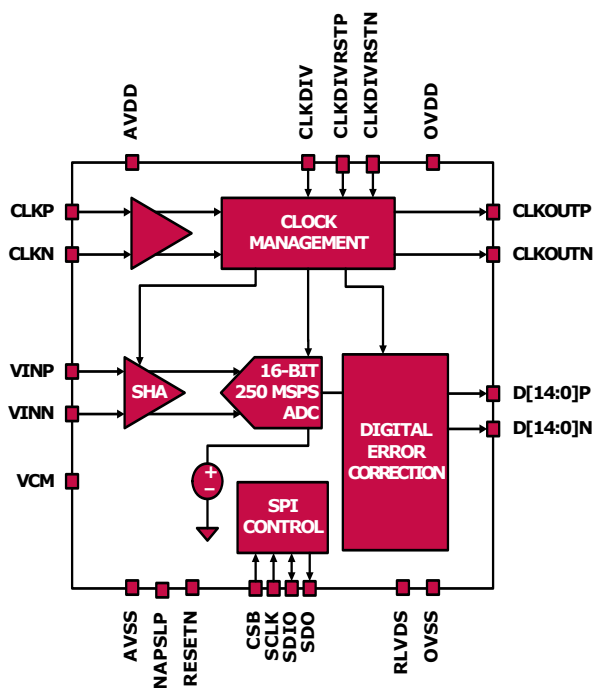 AVDD
CLKDIV
CLKDIVRSTP
CLKDIVRSTN
OVDD
CLKP
CLKN
CLOCK
MANAGEMENT
CLKOUTP
CLKOUTN
VINP
VINN
SHA
16-BIT
250 MSPS
ADC
DIGITAL
ERROR
CORRECTION
D[14:0]P
D[14:0]N
VCM
+
−
SPI
CONTROL
AVSS
NAPSLP
RESETN
CSB
SCLK
SDIO
SDO
RLVDS
OVSS